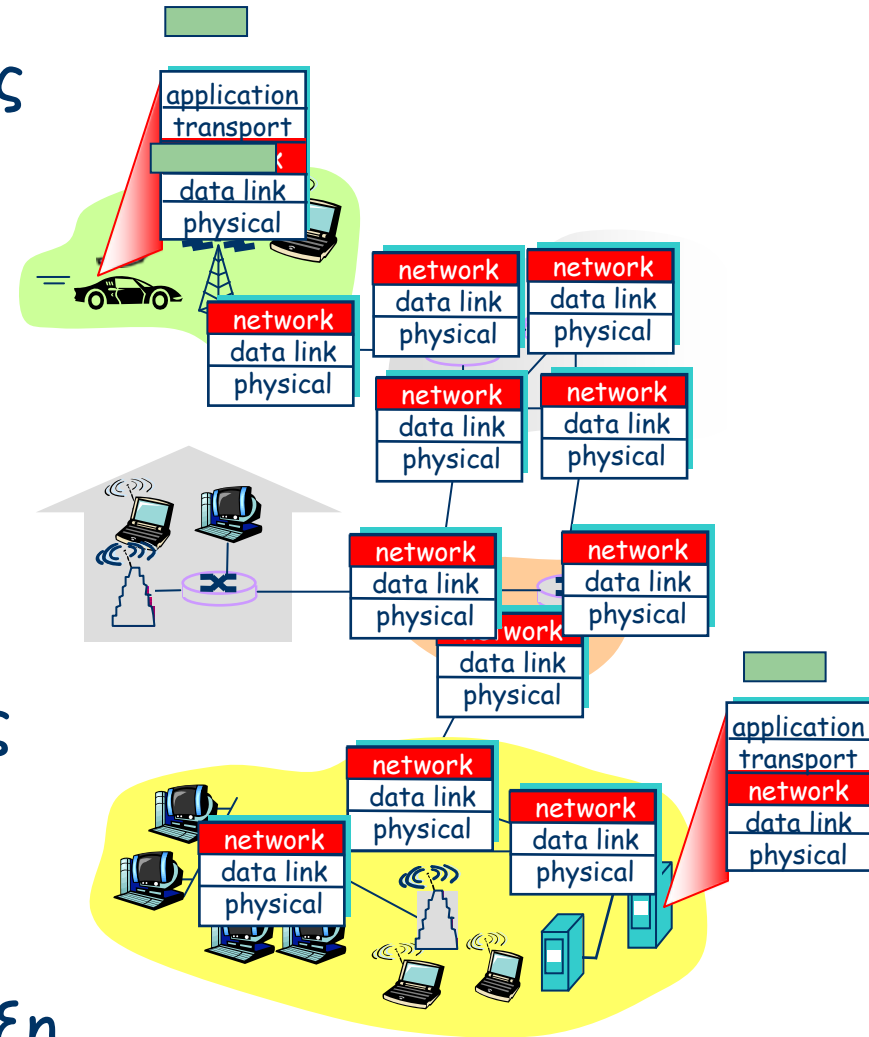 ς
application
transport
data link
physical
network
data link
physical
network
data link
physical
network
data link
physical
network
data link
physical
network
data link
physical
network
data link
physical
network
data link
physical
work
data link
physical
ς
application
transport
network
data link
physical
network
data link
physical
network
data link
physical
network
data link
physical
ξη